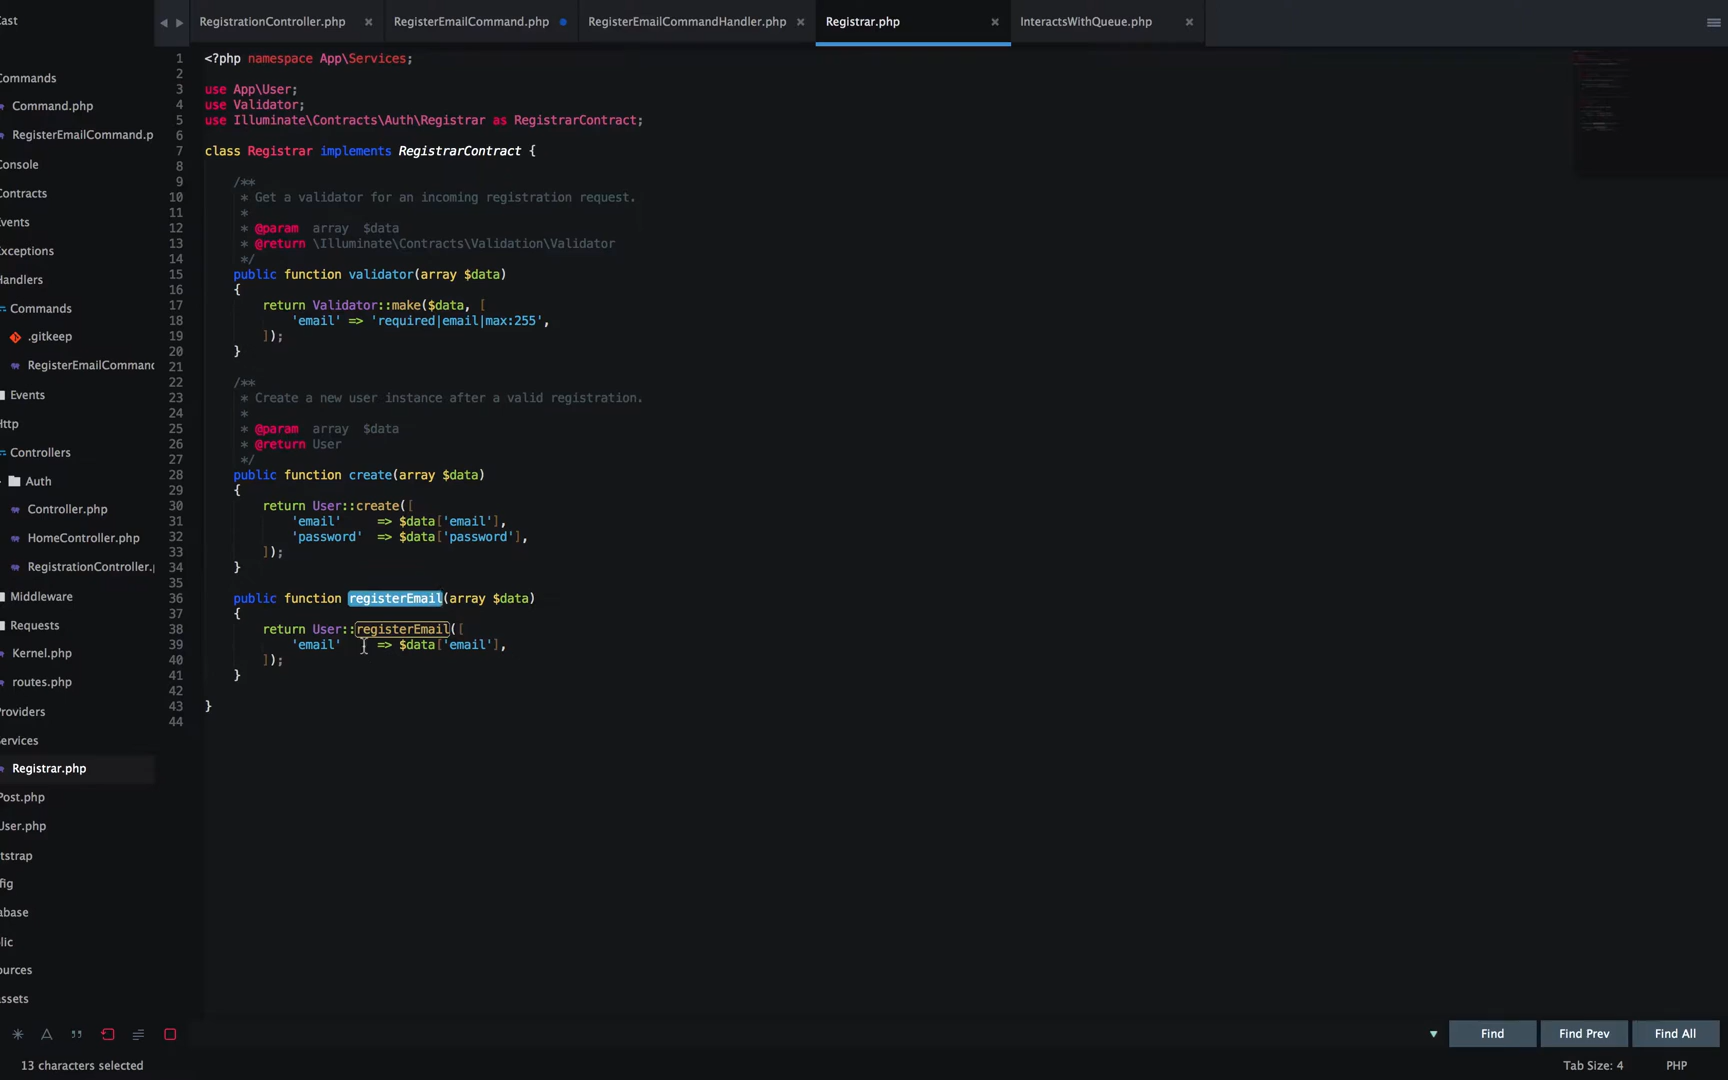 ast
RegistrationController.php
RegisterEmailCommand.php
RegisterEmailCommandHandler.php
Registrar.php
InteractsWithQueue.php
ommands
Command.php
RegisterEmailCommand.p
onsole
ontracts
vents
xceptions
andlers
Commands
.gitkeep
RegisterEmailCommand
Events
ttp
Controllers
Auth
Controller.php
HomeController.php
RegistrationController.
Middleware
Requests
Kernel.php
routes.php
roviders
ervices
Registrar.php
Post.php
User.php
tstrap
fig
abase
lic
ources
ssets
1 <?php namespace App\Services;
2
3 use App\User;
4 use Validator;
5 use Illuminate\Contracts\Auth\Registrar as RegistrarContract;
6
7 class Registrar implements RegistrarContract {
8
9 /**
10 * Get a validator for an incoming registration request.
11 *
12 * @param  array  $data
13 * @return \Illuminate\Contracts\Validation\Validator
14 */
15 public function validator(array $data)
16 {
17 return Validator::make($data, [
18 'email' => 'required|email|max:255',
19 ]);
20 }
21
22 /**
23 * Create a new user instance after a valid registration.
24 *
25 * @param  array  $data
26 * @return User
27 */
28 public function create(array $data)
29 {
30 return User::create([
31 'email'     => $data['email'],
32 'password'  => $data['password'],
33 ]);
34 }
35
36 public function registerEmail(array $data)
37 {
38 return User::registerEmail([
39 'email'     => $data['email'],
40 ]);
41 }
42
43 }
44
Find
Find Prev
Find All
13 characters selected
Tab Size: 4
PHP